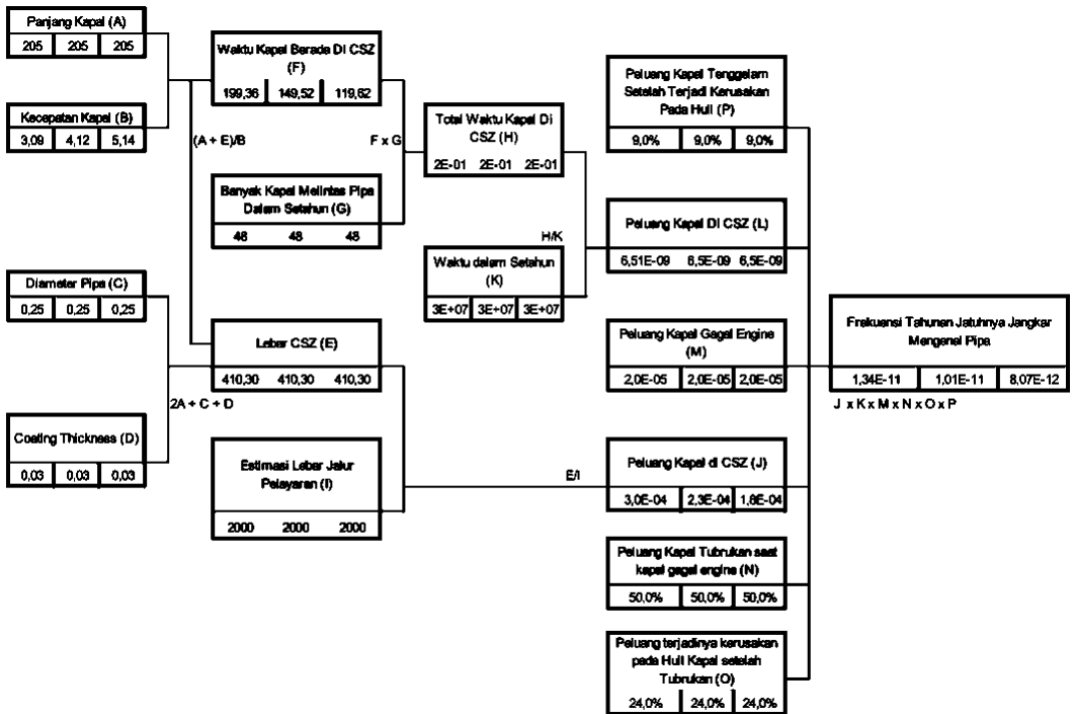 Panjang Kapal (A)
205 205 205
Kecepatan Kapal (B)
3,09 4,12 5,14
(A + E)/B
Diameter Pipa (C)
0,25 0,25 0,25
Coating Thickness (D)
0,03 0,03 0,03
2A + C + D
Waktu Kapal Berada Di CSZ
(F)
199,36 149,52 119,62
F x G
Banyak Kapal Melintas Pipa
Dalam Setahun (G)
48 48 48
Lebar CSZ (E)
410,30 410,30 410,30
Estimasi Lebar Jalur
Pelayaran (I)
2000 2000 2000
E/I
Total Waktu Kapal Di
CSZ (H)
2E-01 2E-01 2E-01
H/K
Waktu dalam Setahun
(K)
3E+07 3E+07 3E+07
Peluang Kapal Tenggelam
Setelah Terjadi Kerusakan
Pada Hull (P)
9,0% 9,0% 9,0%
Peluang Kapal Di CSZ (L)
6,51E-09 6,5E-09 6,5E-09
Peluang Kapal Gagal Engine
(M)
2,0E-05 2,0E-05 2,0E-05
Peluang Kapal di CSZ (J)
3,0E-04 2,3E-04 1,8E-04
Peluang Kapal Tubrukan saat
kapal gagal engine (N)
50,0% 50,0% 50,0%
Peluang terjadinya kerusakan
pada Hull Kapal setelah
Tubrukan (O)
24,0% 24,0% 24,0%
Frekuensi Tahunan Jatuhnya Jangkar
Mengenai Pipa
1,34E-11 1,01E-11 8,07E-12
J x K x M x N x O x P